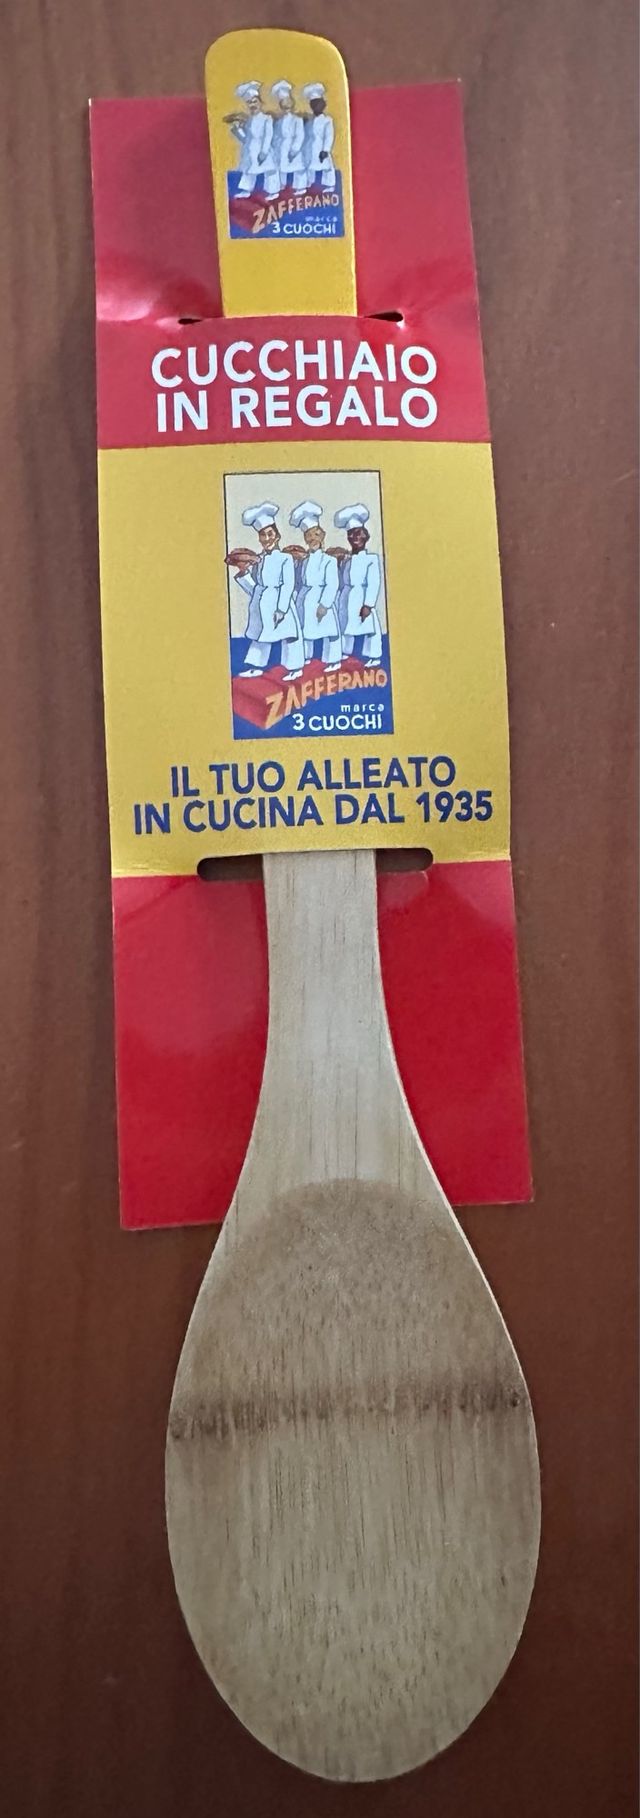 ZAFFERANO
marca
3 CUOCHI
CUCCHIAIO
IN REGALO
ZAFFERANO
marca
3 CUOCHI
IL TUO ALLEATO
IN CUCINA DAL 1935